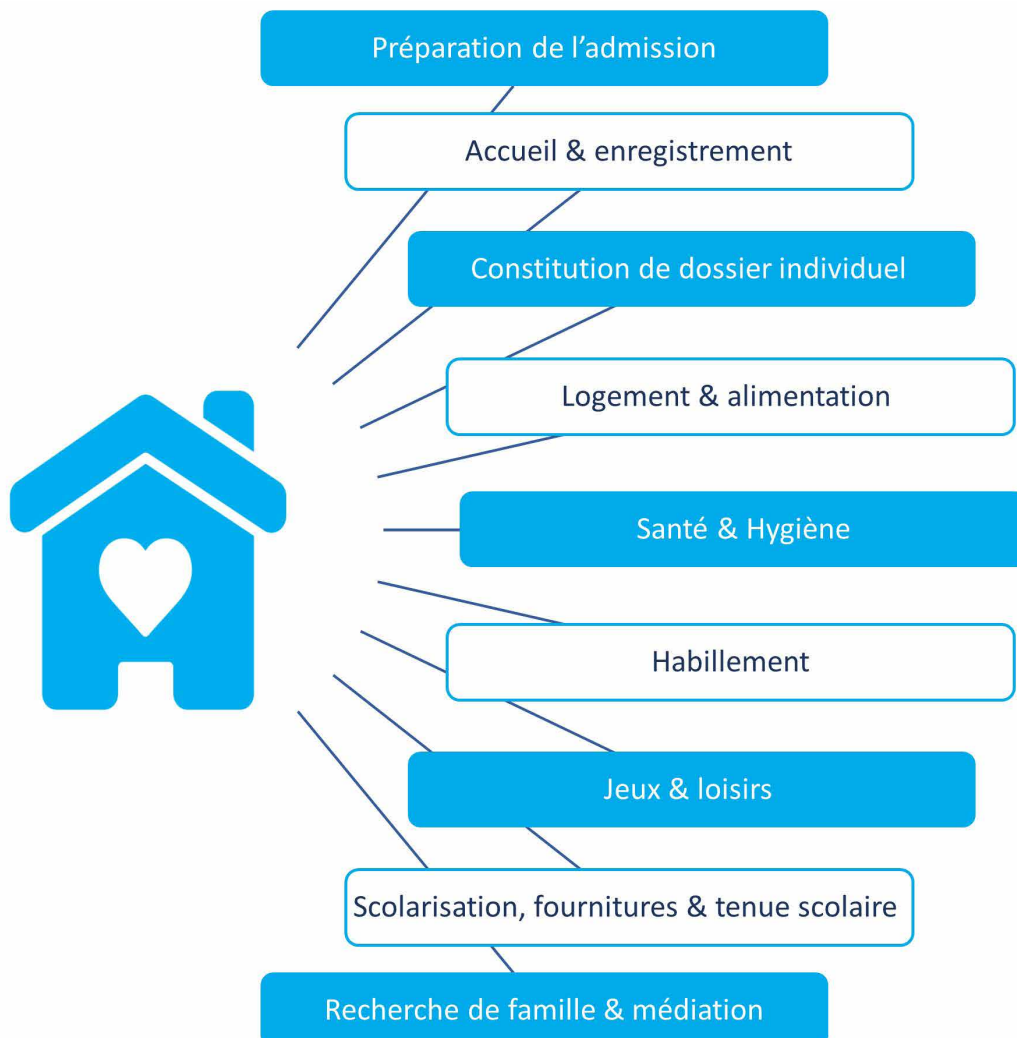 Préparation de l’admission
Accueil & enregistrement
Constitution de dossier individuel
Logement & alimentation
Santé & Hygiène
Habillement
Jeux & loisirs
Scolarisation, fournitures & tenue scolaire
Recherche de famille & médiation